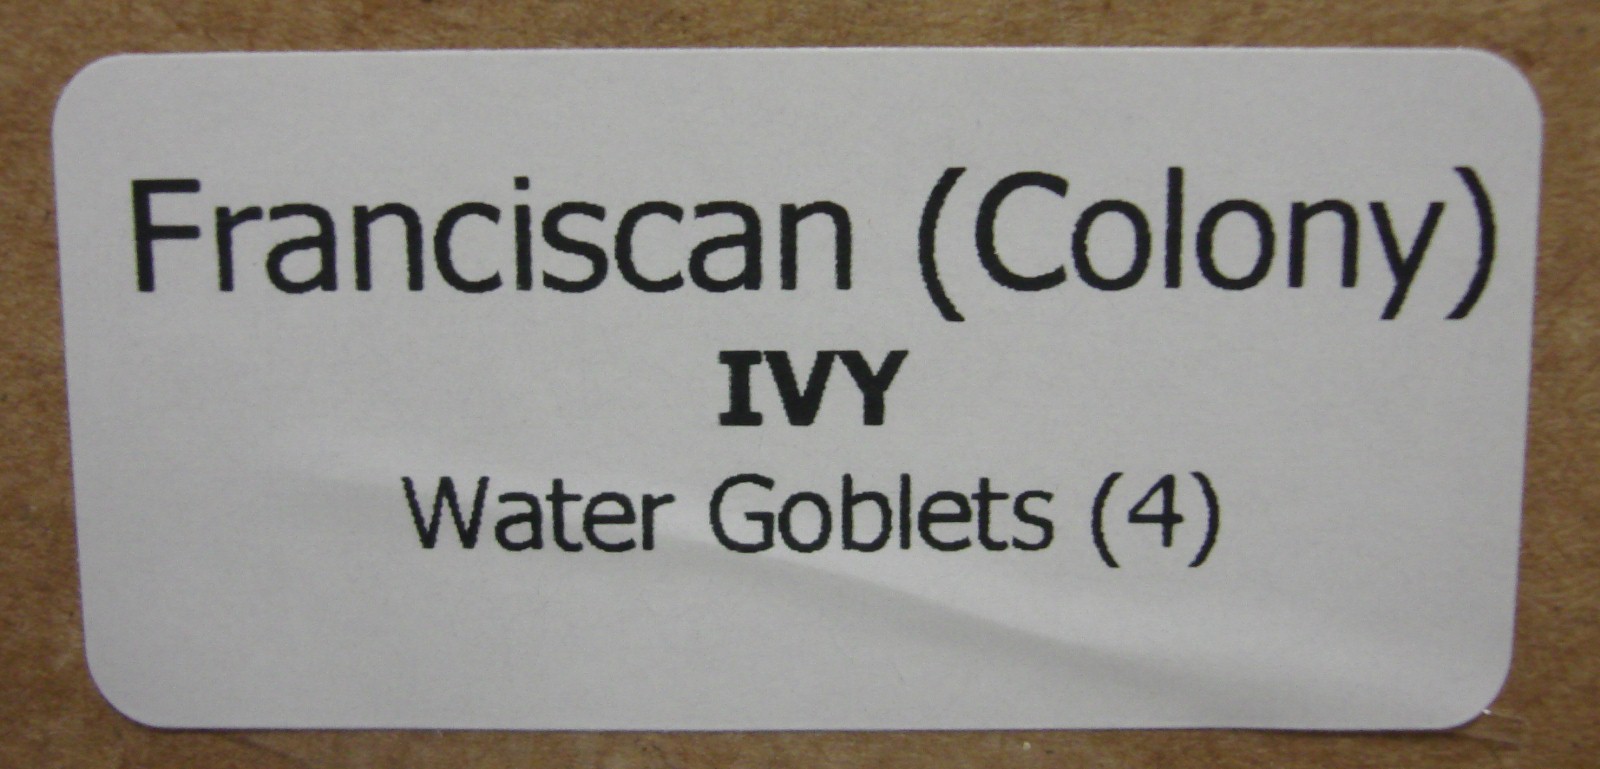 Franciscan (Colony)
IVY
Water Goblets (4)